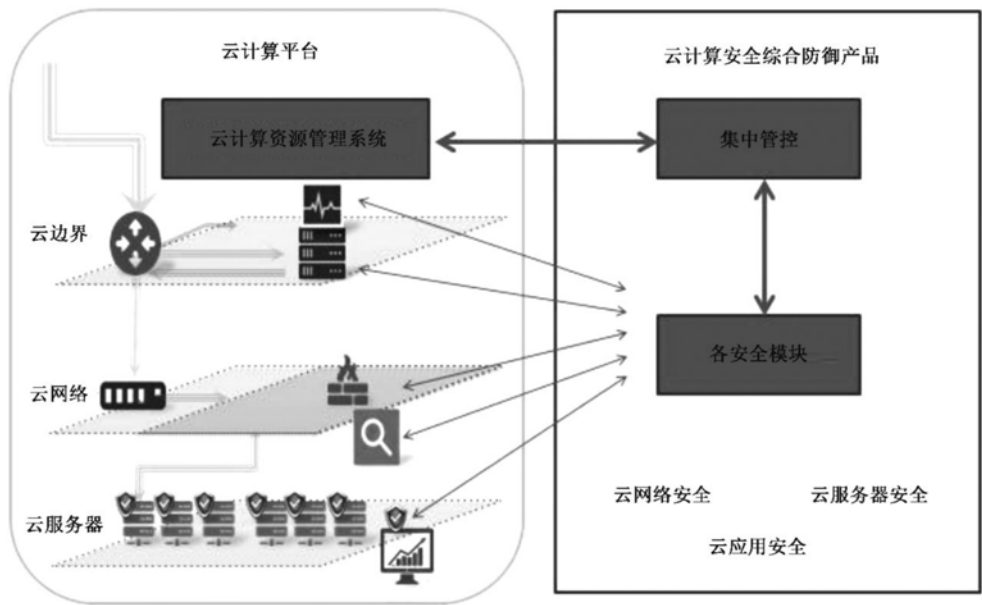 云计算平台
云计算安全综合防御产品
云计算资源管理系统
集中管控
云边界
各安全模块
云网络
云网络安全
云服务器安全
云服务器
云应用安全